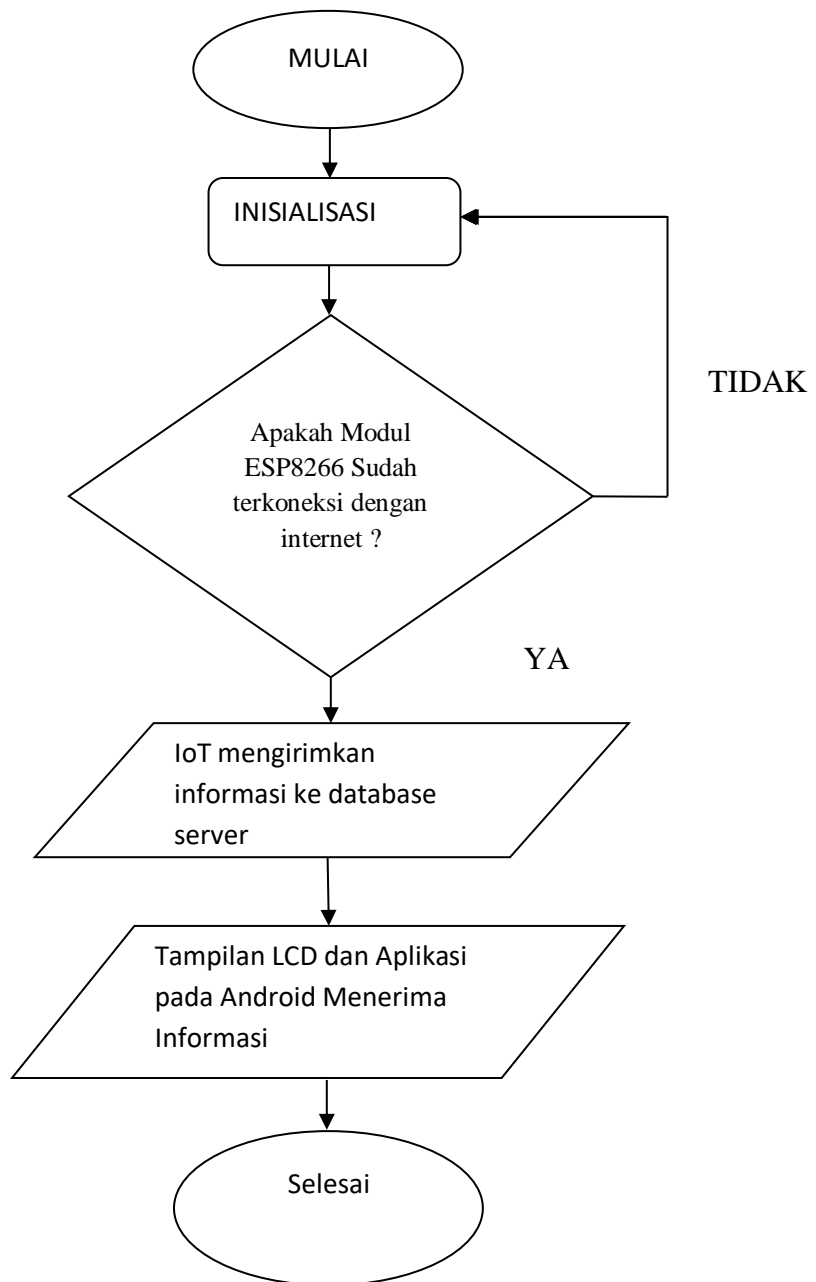 MULAI
INISIALISASI
TIDAK
Apakah Modul
ESP8266 Sudah
terkoneksi dengan
internet ?
YA
IoT mengirimkan
informasi ke database
server
Tampilan LCD dan Aplikasi
pada Android Menerima
Informasi
Selesai